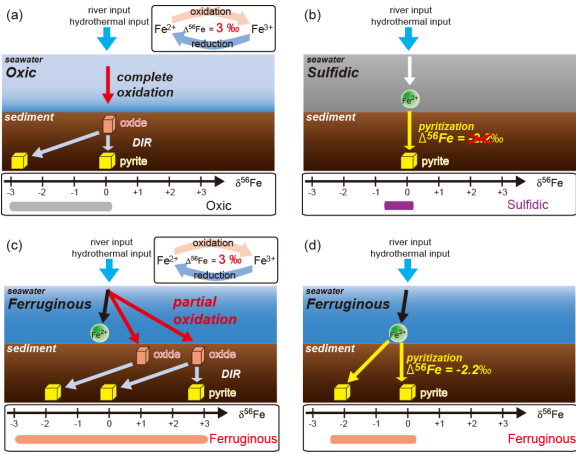 (a)
river input
hydrothermal input
oxidation
Fe2+ Δ56Fe = 3 ‰ Fe3+
reduction
seawater
Oxic
complete
oxidation
sediment
oxide
DIR
pyrite
-3 -2 -1 0 +1 +2 +3 δ56Fe
Oxic
(b)
river input
hydrothermal input
seawater
Sulfidic
Fe2+
sediment
pyritization
Δ56Fe = -2.2‰
pyrite
-3 -2 -1 0 +1 +2 +3 δ56Fe
Sulfidic
(c)
river input
hydrothermal input
oxidation
Fe2+ Δ56Fe = 3 ‰ Fe3+
reduction
seawater
Ferruginous
partial
oxidation
Fe2+
sediment
oxide oxide
DIR
pyrite
-3 -2 -1 0 +1 +2 +3 δ56Fe
Ferruginous
(d)
river input
hydrothermal input
seawater
Ferruginous
Fe2+
sediment
pyritization
Δ56Fe = -2.2‰
pyrite
-3 -2 -1 0 +1 +2 +3 δ56Fe
Ferruginous